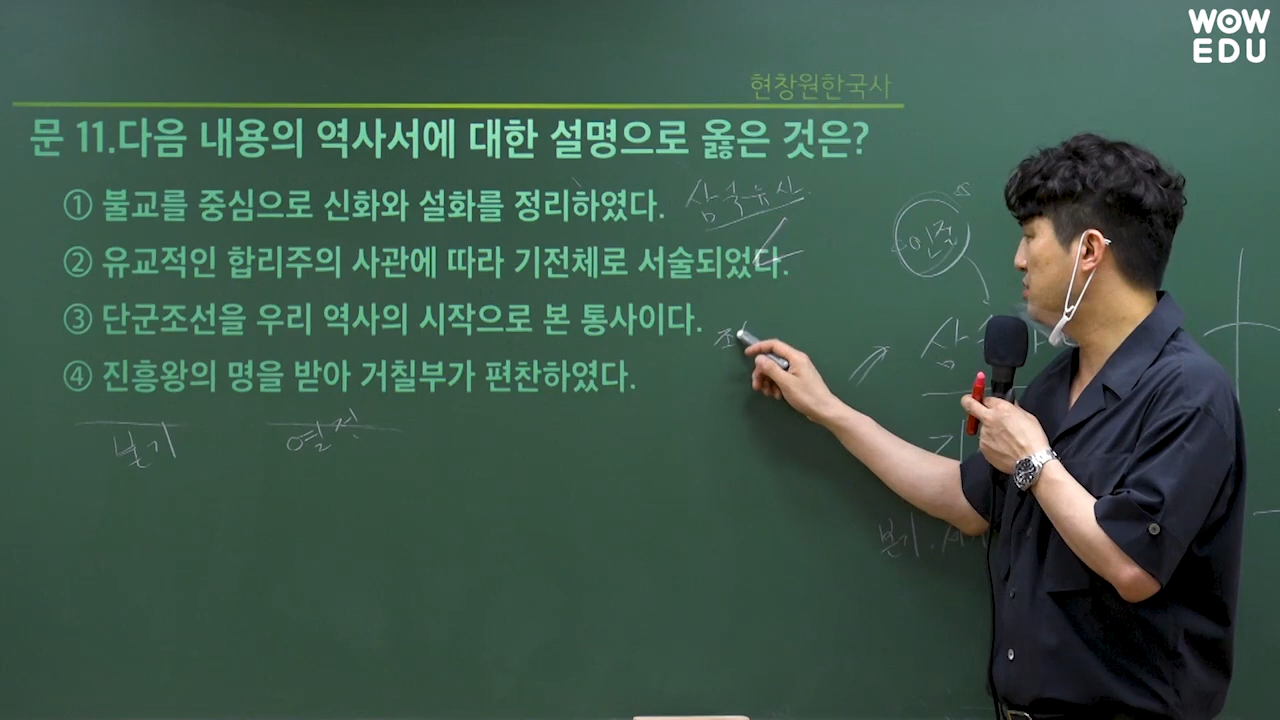 WOW
EDU
현창원한국사
문 11.다음 내용의 역사서에 대한 설명으로 옳은 것은?
① 불교를 중심으로 신화와 설화를 정리하였다. 삼국유사
② 유교적인 합리주의 사관에 따라 기전체로 서술되었다.
③ 단군조선을 우리 역사의 시작으로 본 통사이다.
④ 진흥왕의 명을 받아 거칠부가 편찬하였다.
본기 열전
인종
본기